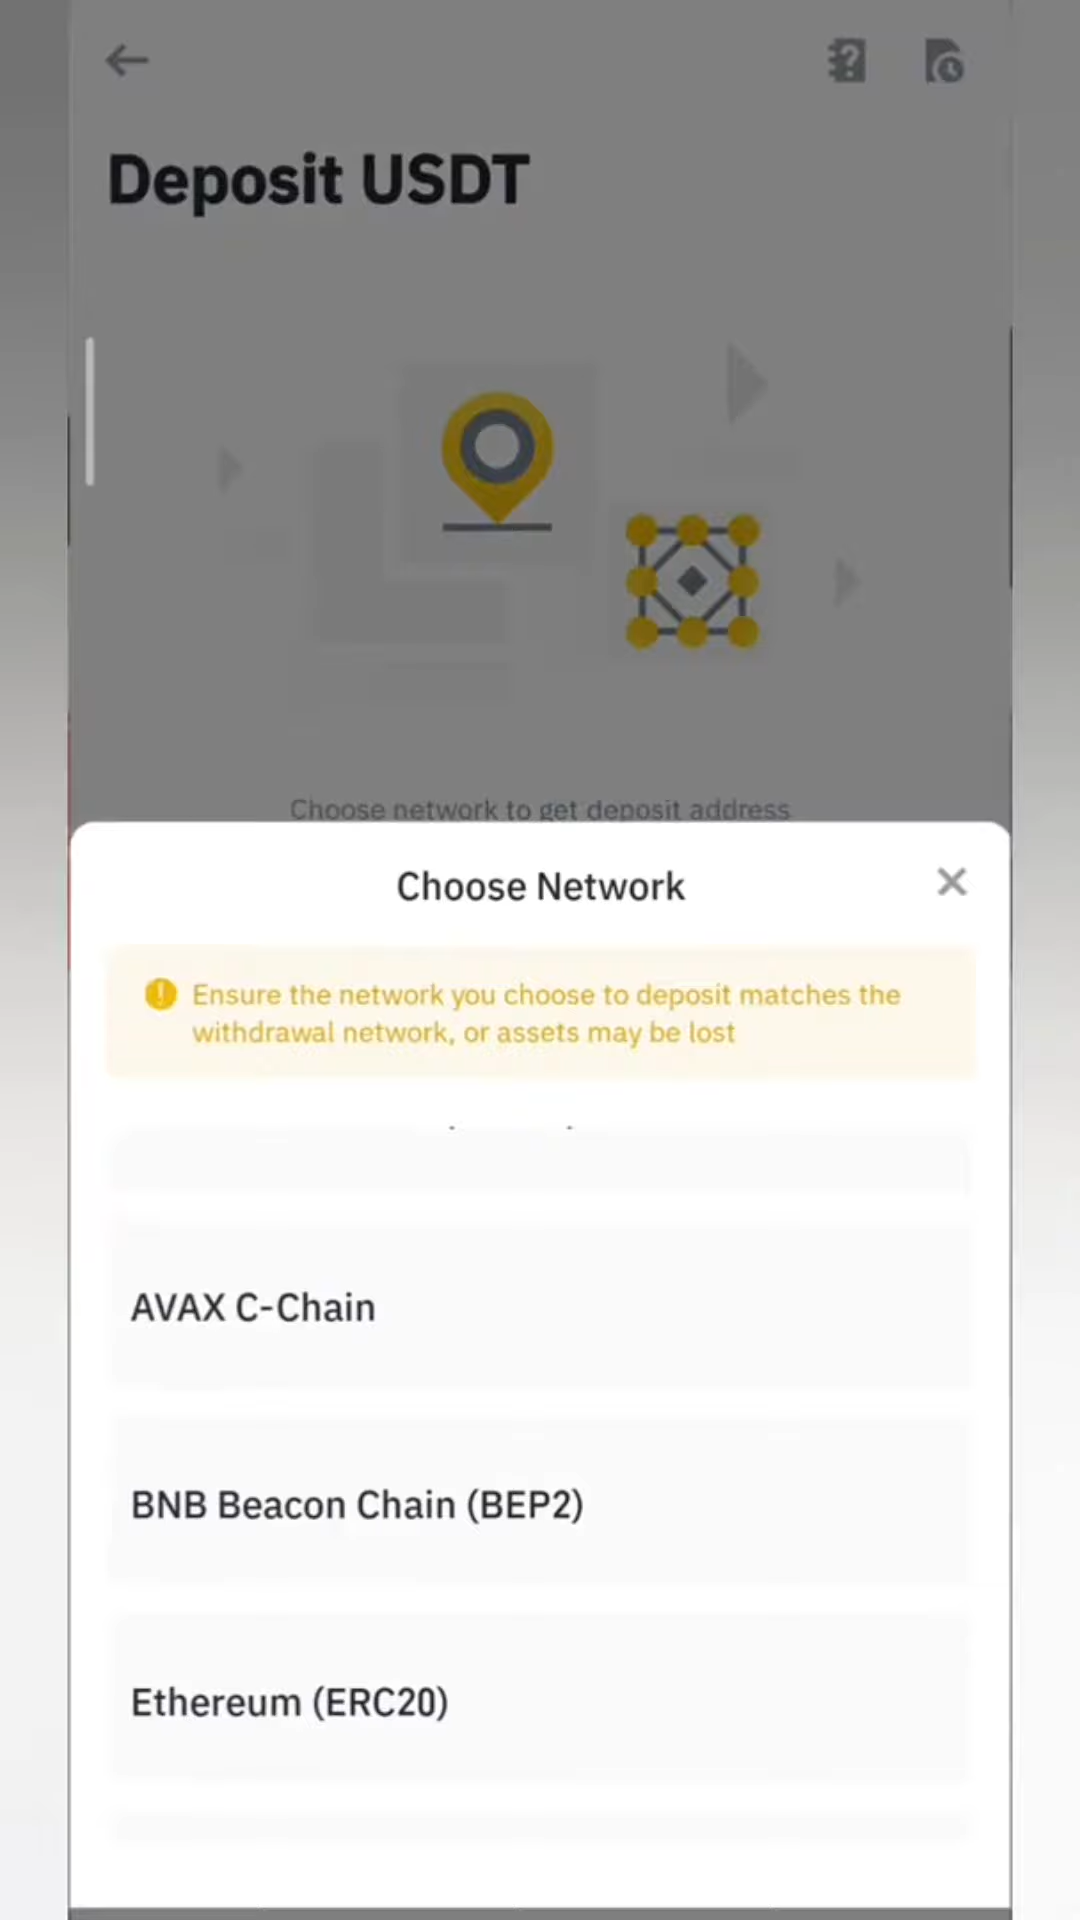 Deposit USDT
Choose network to get deposit address
Choose Network
Ensure the network you choose to deposit matches the
withdrawal network, or assets may be lost
AVAX C-Chain
BNB Beacon Chain (BEP2)
Ethereum (ERC20)